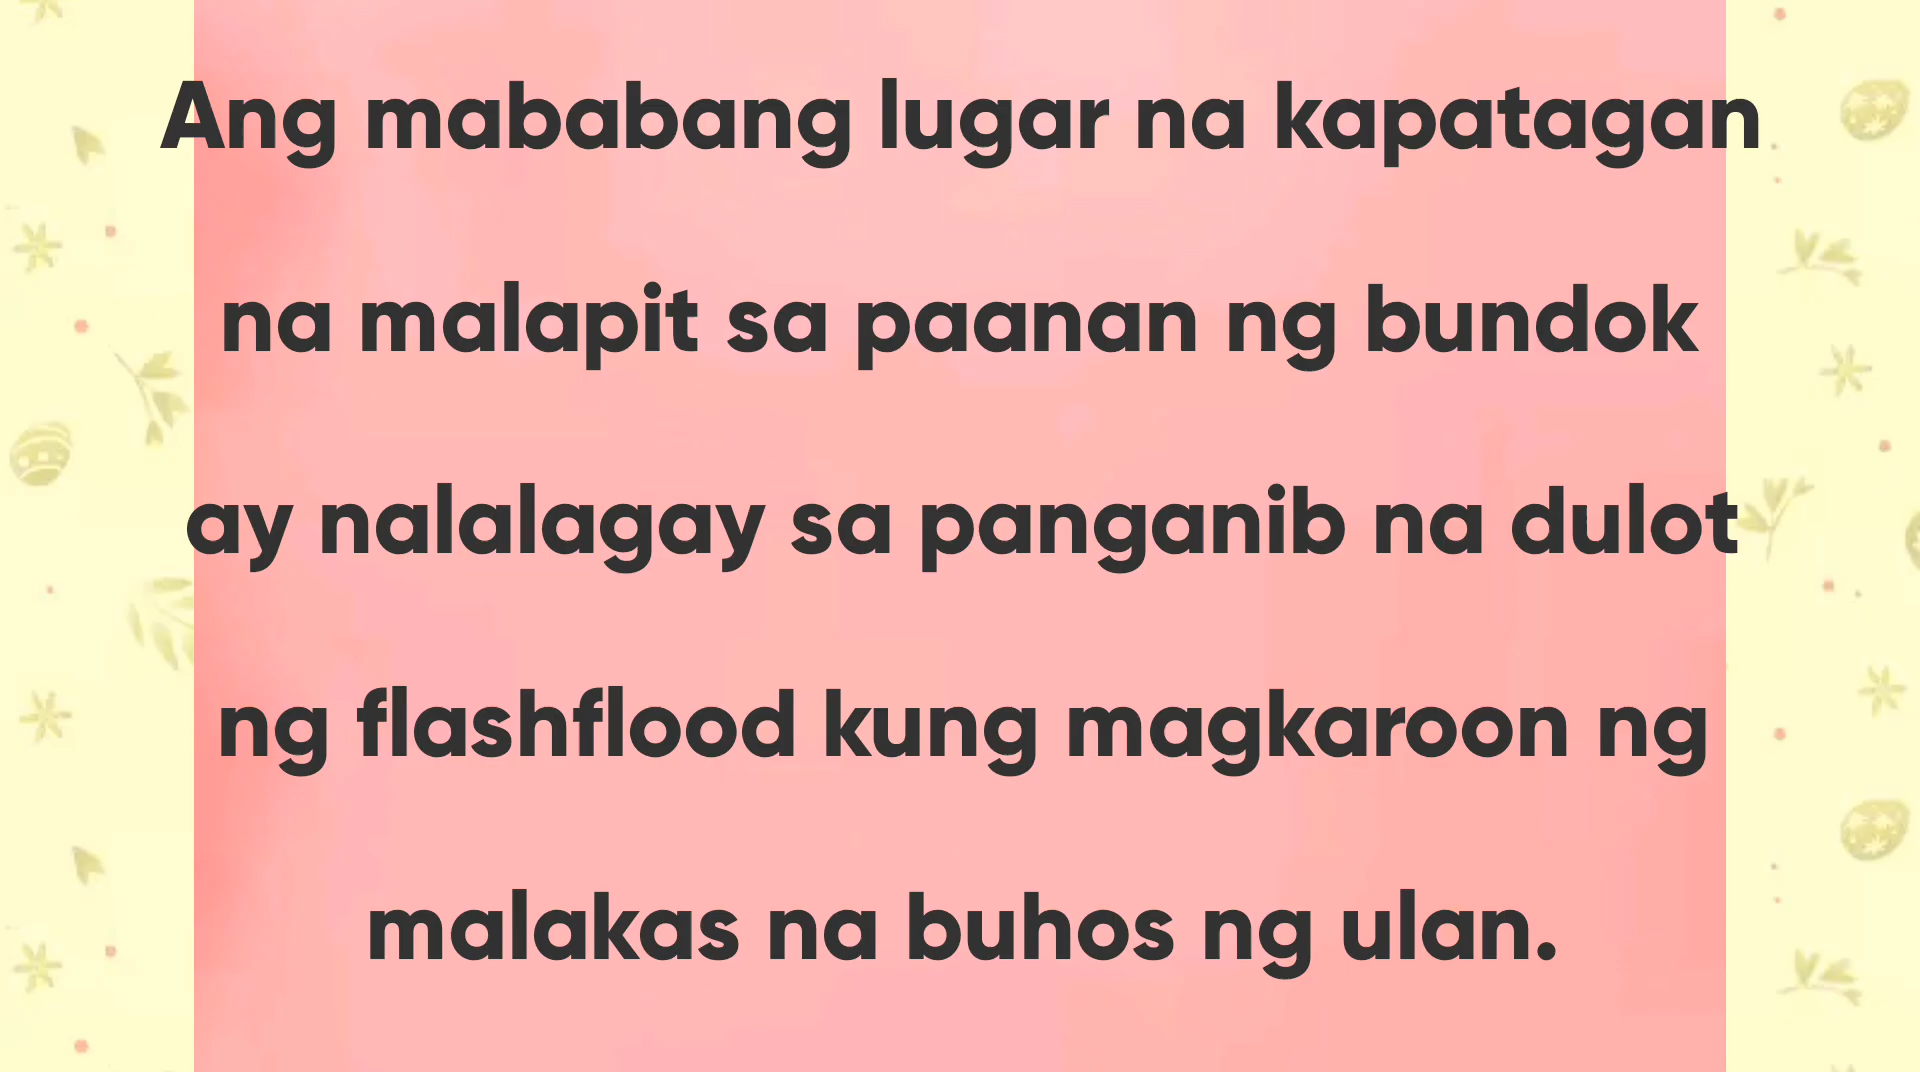 Ang mababang lugar na kapatagan
na malapit sa paanan ng bundok
ay nalalagay sa panganib na dulot
ng flashflood kung magkaroon ng
malakas na buhos ng ulan.